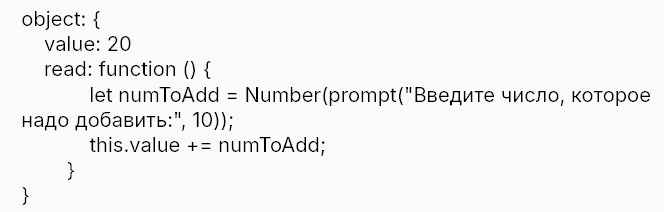 object: {
value: 20
read: function () {
let numToAdd = Number(prompt("Введите число, которое
надо добавить:", 10));
this.value += numToAdd;
}
}